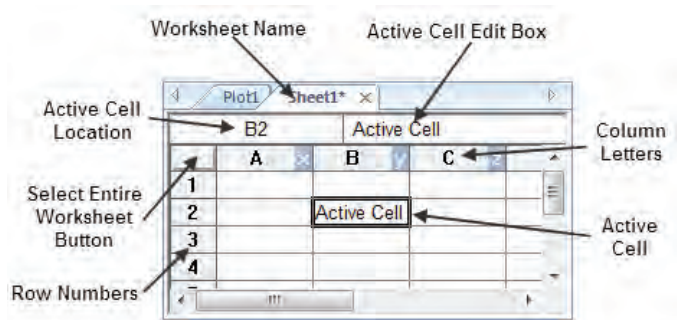 Worksheet Name
Active Cell Edit Box
Plot1 Sheet1*
Active Cell
Location
B2 Active Cell
Column
Letters
A x B y C z
Select Entire
Worksheet
Button
1
2 Active Cell
3
4
Active
Cell
Row Numbers